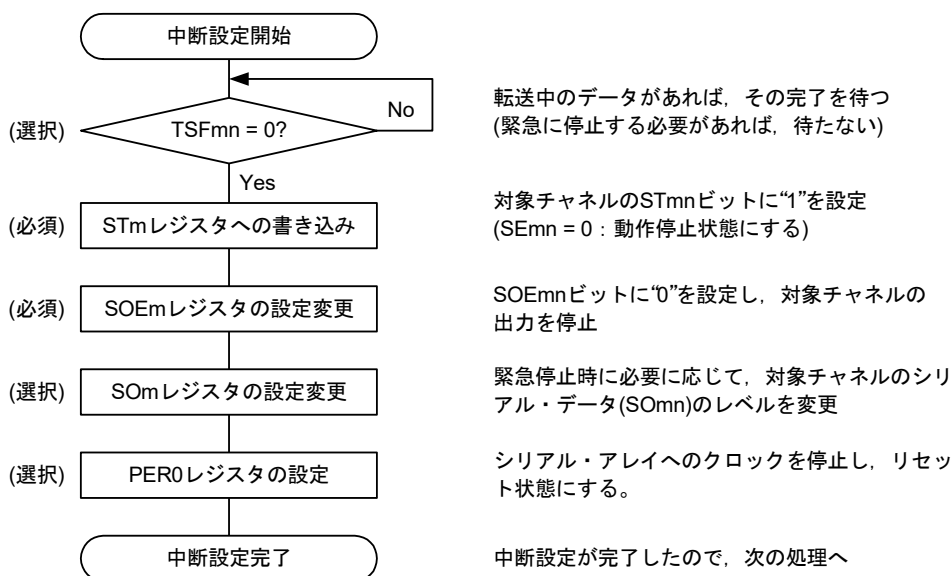 中断設定開始
No
転送中のデータがあれば，その完了を待つ
(選択)
TSFmn = 0?
(緊急に停止する必要があれば，待たない)
Yes
対象チャネルのSTmnビットに“1”を設定
(必須)
STmレジスタへの書き込み
(SEmn = 0：動作停止状態にする)
SOEmnビットに“0”を設定し，対象チャネルの
(必須)
SOEmレジスタの設定変更
出力を停止
緊急停止時に必要に応じて，対象チャネルのシリ
(選択)
SOmレジスタの設定変更
アル・データ(SOmn)のレベルを変更
シリアル・アレイへのクロックを停止し，リセッ
(選択)
PER0レジスタの設定
ト状態にする。
中断設定完了
中断設定が完了したので，次の処理へ